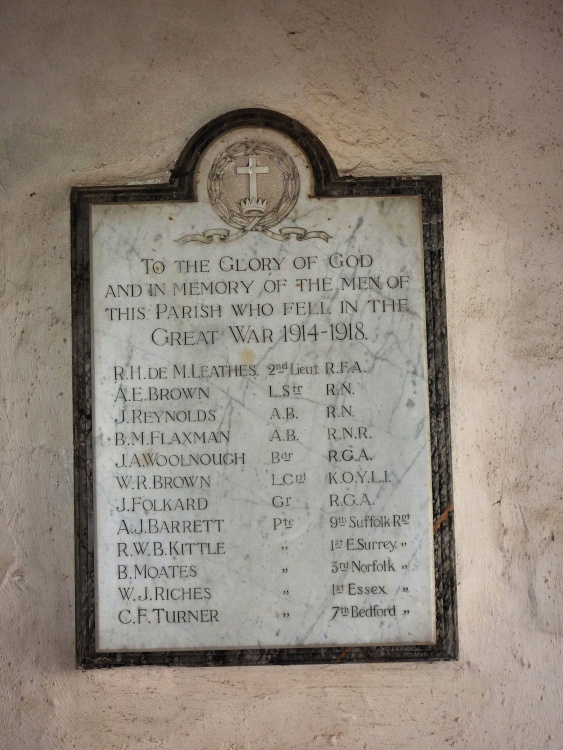 To the Glory of God
and in memory of the men of
this Parish who fell in the
Great War 1914-1918.
R.H. de M. Leathes. 2nd Lieut. R.F.A.
A.E. Brown L.Str R.N.
J. Reynolds A.B. R.N.
B.M. Flaxman A.B. R.N.R.
J.A. Woolnough Bdr R.G.A.
W.R. Brown L.Cpl K.O.Y.L.I.
J. Folkard Gr R.G.A.
A.J. Barrett Pte 9th Suffolk Rgt
R.W.B. Kittle " 1st E.Surrey "
B. Moates " 3rd Norfolk "
W.J. Riches " 1st Essex "
C.F. Turner " 7th Bedford "